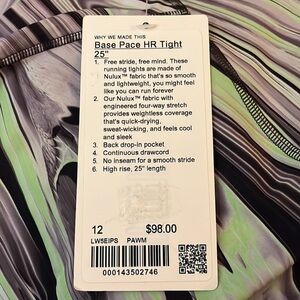 WHY WE MADE THIS
Base Pace HR Tight
25"
1. Free stride, free mind. These
running tights are made of
Nulux™ fabric that's so smooth
and lightweight, you might feel
like you can run forever
2. Our Nulux™ fabric with
engineered four-way stretch
provides weightless coverage
that's quick-drying,
sweat-wicking, and feels cool
and sleek
3. Back drop-in pocket
4. Continuous drawcord
5. No inseam for a smooth stride
6. High rise, 25" length
12 $98.00
LW5EIPS PAWM
000143502746